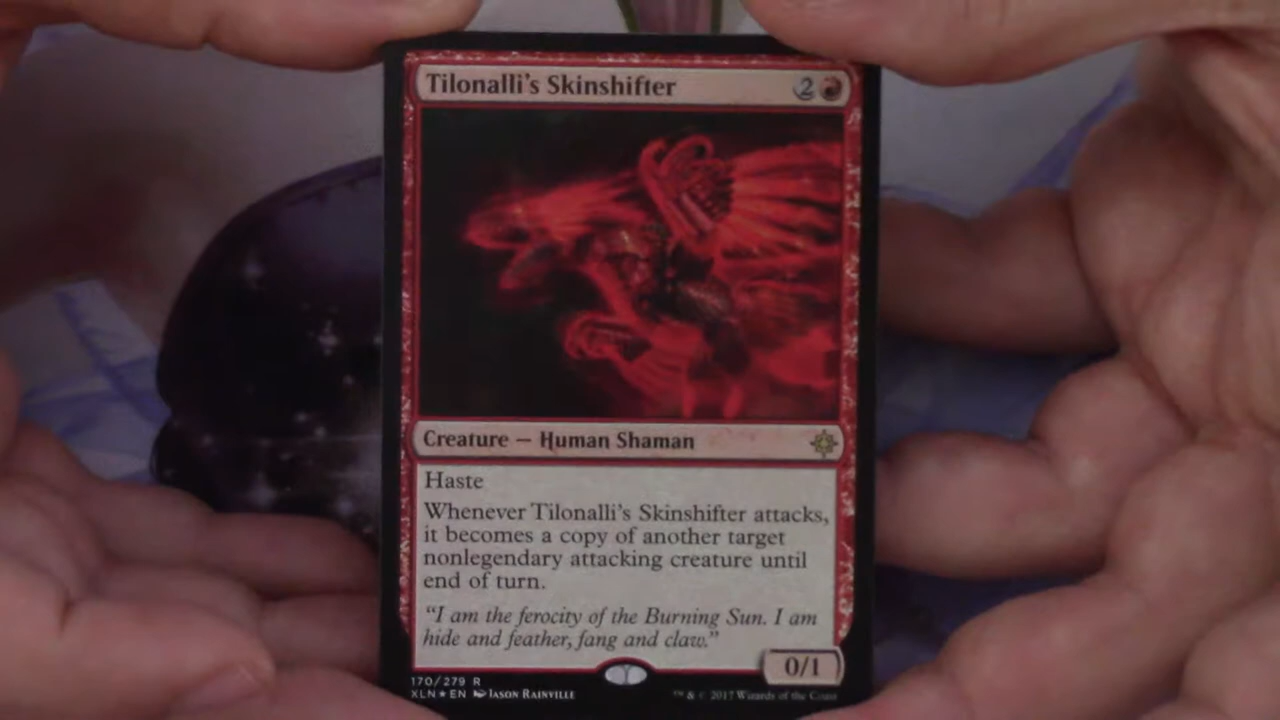 Tilonalli's Skinshifter 2
Creature — Human Shaman
Haste
Whenever Tilonalli's Skinshifter attacks,
it becomes a copy of another target
nonlegendary attacking creature until
end of turn.
"I am the ferocity of the Burning Sun. I am
hide and feather, fang and claw."
0/1
170/279 R
XLN★EN Jason Rainville
™ & © 2017 Wizards of the Coast